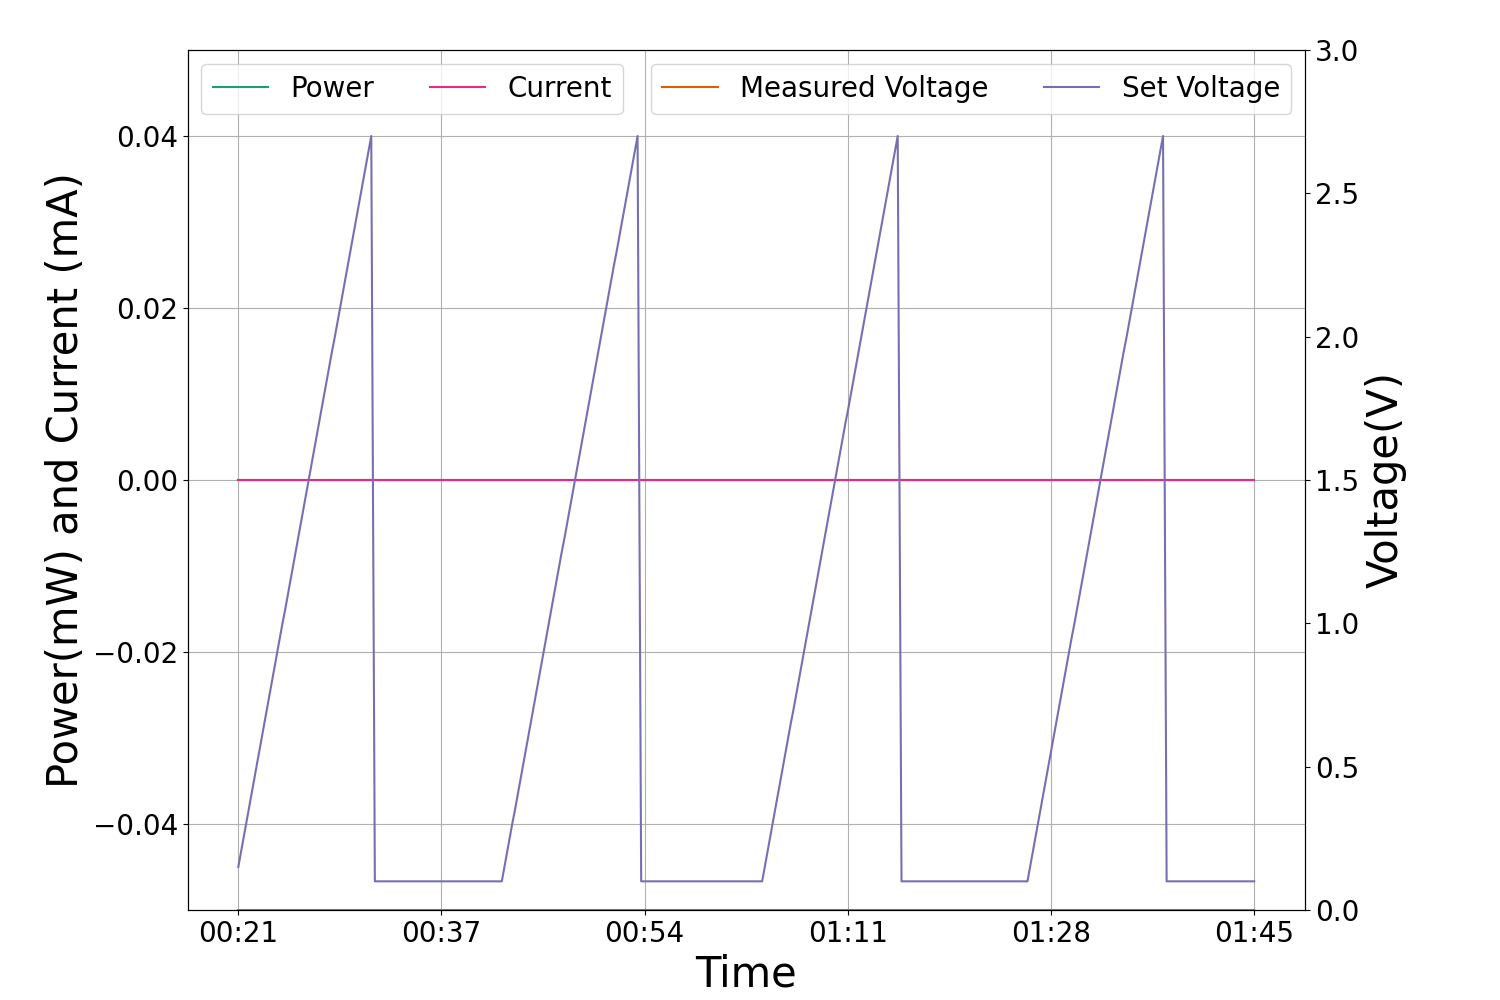 Power Current Measured Voltage Set Voltage
Power(mW) and Current (mA)
0.04
0.02
0.00
−0.02
−0.04
3.0
2.5
2.0
1.5
1.0
0.5
0.0
Voltage(V)
00:21 00:37 00:54 01:11 01:28 01:45
Time